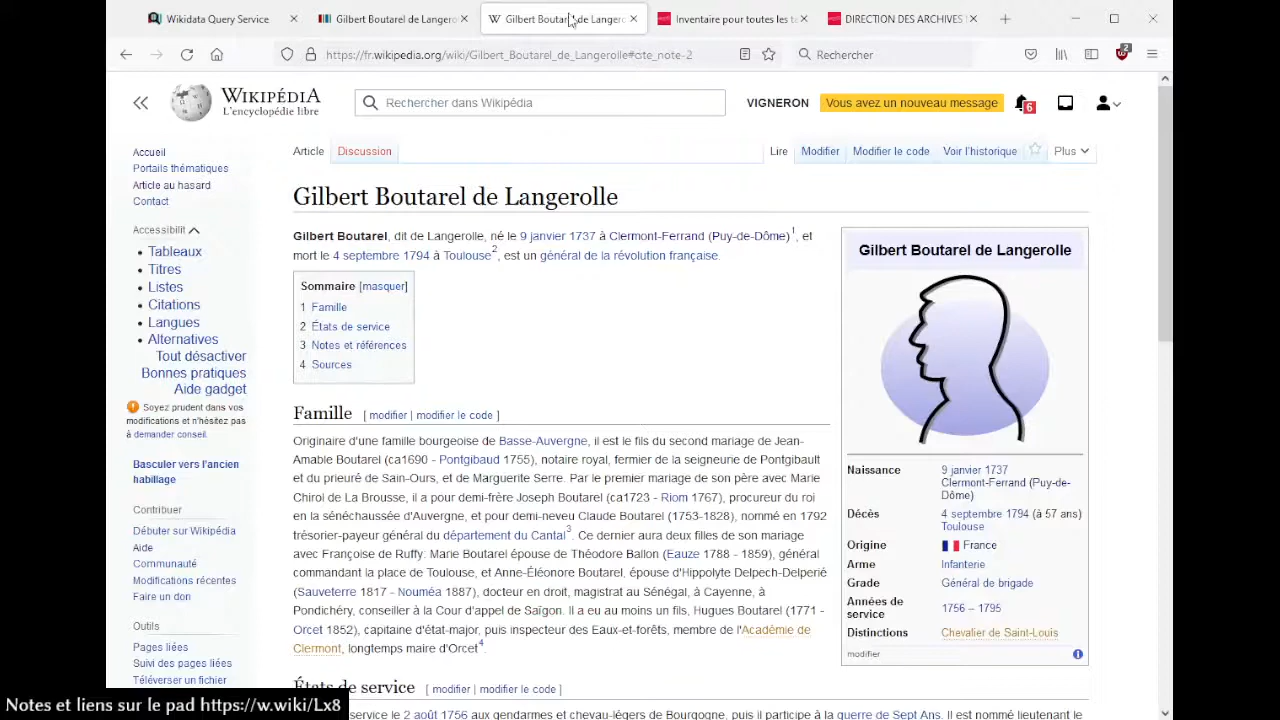 Wikidata Query Service
Gilbert Boutarel de Langero
Gilbert Boutarel de Langero
Inventaire pour toutes les t
DIRECTION DES ARCHIVES
https://fr.wikipedia.org/wiki/Gilbert_Boutarel_de_Langerolle#cite_note-2
Rechercher
2
WIKIPÉDIA
L'encyclopédie libre
Rechercher dans Wikipédia
VIGNERON
Vous avez un nouveau message
6
Accueil
Portails thématiques
Article au hasard
Contact
Accessibilit
Tableaux
Titres
Listes
Citations
Langues
Alternatives
Tout désactiver
Bonnes pratiques
Aide gadget
Soyez prudent dans vos
modifications et n'hésitez pas
à demander conseil.
Basculer vers l'ancien
habillage
Contribuer
Débuter sur Wikipédia
Aide
Communauté
Modifications récentes
Faire un don
Outils
Pages liées
Suivi des pages liées
Téléverser un fichier
Article Discussion
Lire Modifier Modifier le code Voir l'historique Plus
Gilbert Boutarel de Langerolle
Gilbert Boutarel, dit de Langerolle, né le 9 janvier 1737 à Clermont-Ferrand (Puy-de-Dôme)1, et
mort le 4 septembre 1794 à Toulouse2, est un général de la révolution française.
Sommaire [masquer]
1 Famille
2 États de service
3 Notes et références
4 Sources
Famille [ modifier | modifier le code ]
Originaire d'une famille bourgeoise de Basse-Auvergne, il est le fils du second mariage de Jean-
Amable Boutarel (ca1690 - Pontgibaud 1755), notaire royal, fermier de la seigneurie de Pontgibault
et du prieuré de Sain-Ours, et de Marguerite Serre. Par le premier mariage de son père avec Marie
Chirol de La Brousse, il a pour demi-frère Joseph Boutarel (ca1723 - Riom 1767), procureur du roi
en la sénéchaussée d'Auvergne, et pour demi-neveu Claude Boutarel (1753-1828), nommé en 1792
trésorier-payeur général du département du Cantal3. Ce dernier aura deux filles de son mariage
avec Françoise de Ruffy: Marie Boutarel épouse de Théodore Ballon (Eauze 1788 - 1859), général
commandant la place de Toulouse, et Anne-Éléonore Boutarel, épouse d'Hippolyte Delpech-Delperié
(Sauveterre 1817 - Nouméa 1887), docteur en droit, magistrat au Sénégal, à Cayenne, à
Pondichéry, conseiller à la Cour d'appel de Saïgon. Il a eu au moins un fils, Hugues Boutarel (1771 -
Orcet 1852), capitaine d'état-major, puis inspecteur des Eaux-et-forêts, membre de l'Académie de
Clermont, longtemps maire d'Orcet4.
États de service [ modifier | modifier le code ]
service le 2 août 1756 aux gendarmes et chevau-légers de Bourgogne, puis il participe à la guerre de Sept Ans. Il est nommé lieutenant le
Gilbert Boutarel de Langerolle
Naissance 9 janvier 1737
Clermont-Ferrand (Puy-de-
Dôme)
Décès 4 septembre 1794 (à 57 ans)
Toulouse
Origine France
Arme Infanterie
Grade Général de brigade
Années de
service 1756 – 1795
Distinctions Chevalier de Saint-Louis
modifier
Notes et liens sur le pad https://w.wiki/Lx8